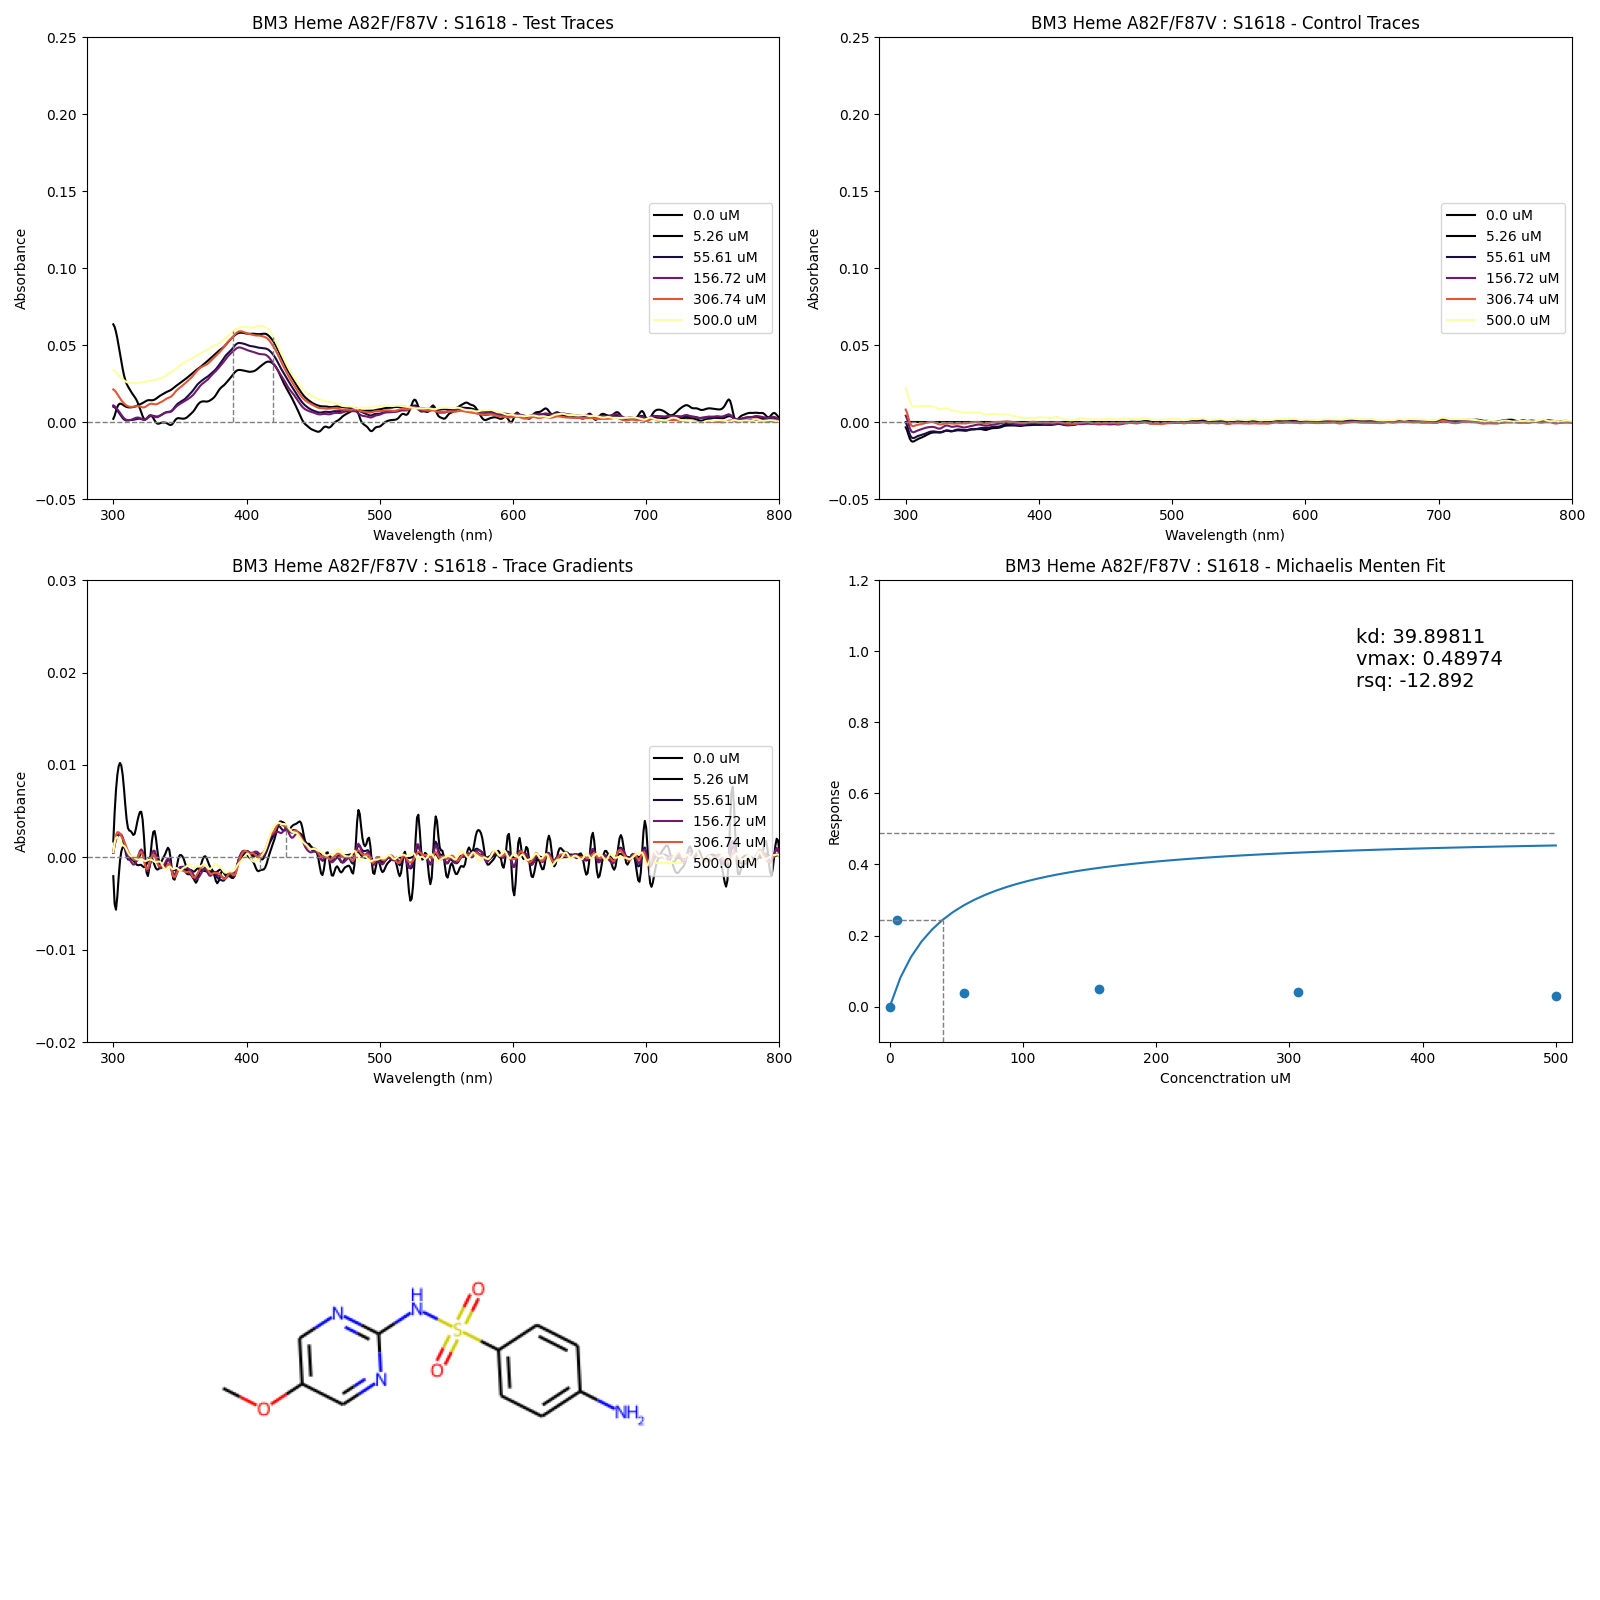 BM3 Heme A82F/F87V : S1618 - Test Traces
0.25
0.20
0.15
0.10
0.05
0.00
−0.05
Absorbance
300 400 500 600 700 800
Wavelength (nm)
0.0 uM
5.26 uM
55.61 uM
156.72 uM
306.74 uM
500.0 uM
BM3 Heme A82F/F87V : S1618 - Control Traces
0.25
0.20
0.15
0.10
0.05
0.00
−0.05
Absorbance
300 400 500 600 700 800
Wavelength (nm)
0.0 uM
5.26 uM
55.61 uM
156.72 uM
306.74 uM
500.0 uM
BM3 Heme A82F/F87V : S1618 - Trace Gradients
0.03
0.02
0.01
0.00
−0.01
−0.02
Absorbance
300 400 500 600 700 800
Wavelength (nm)
0.0 uM
5.26 uM
55.61 uM
156.72 uM
306.74 uM
500.0 uM
BM3 Heme A82F/F87V : S1618 - Michaelis Menten Fit
1.2
1.0
0.8
0.6
0.4
0.2
0.0
Response
kd: 39.89811
vmax: 0.48974
rsq: -12.892
0 100 200 300 400 500
Concenctration uM
H
N
O
N
S
O
N
O
NH2